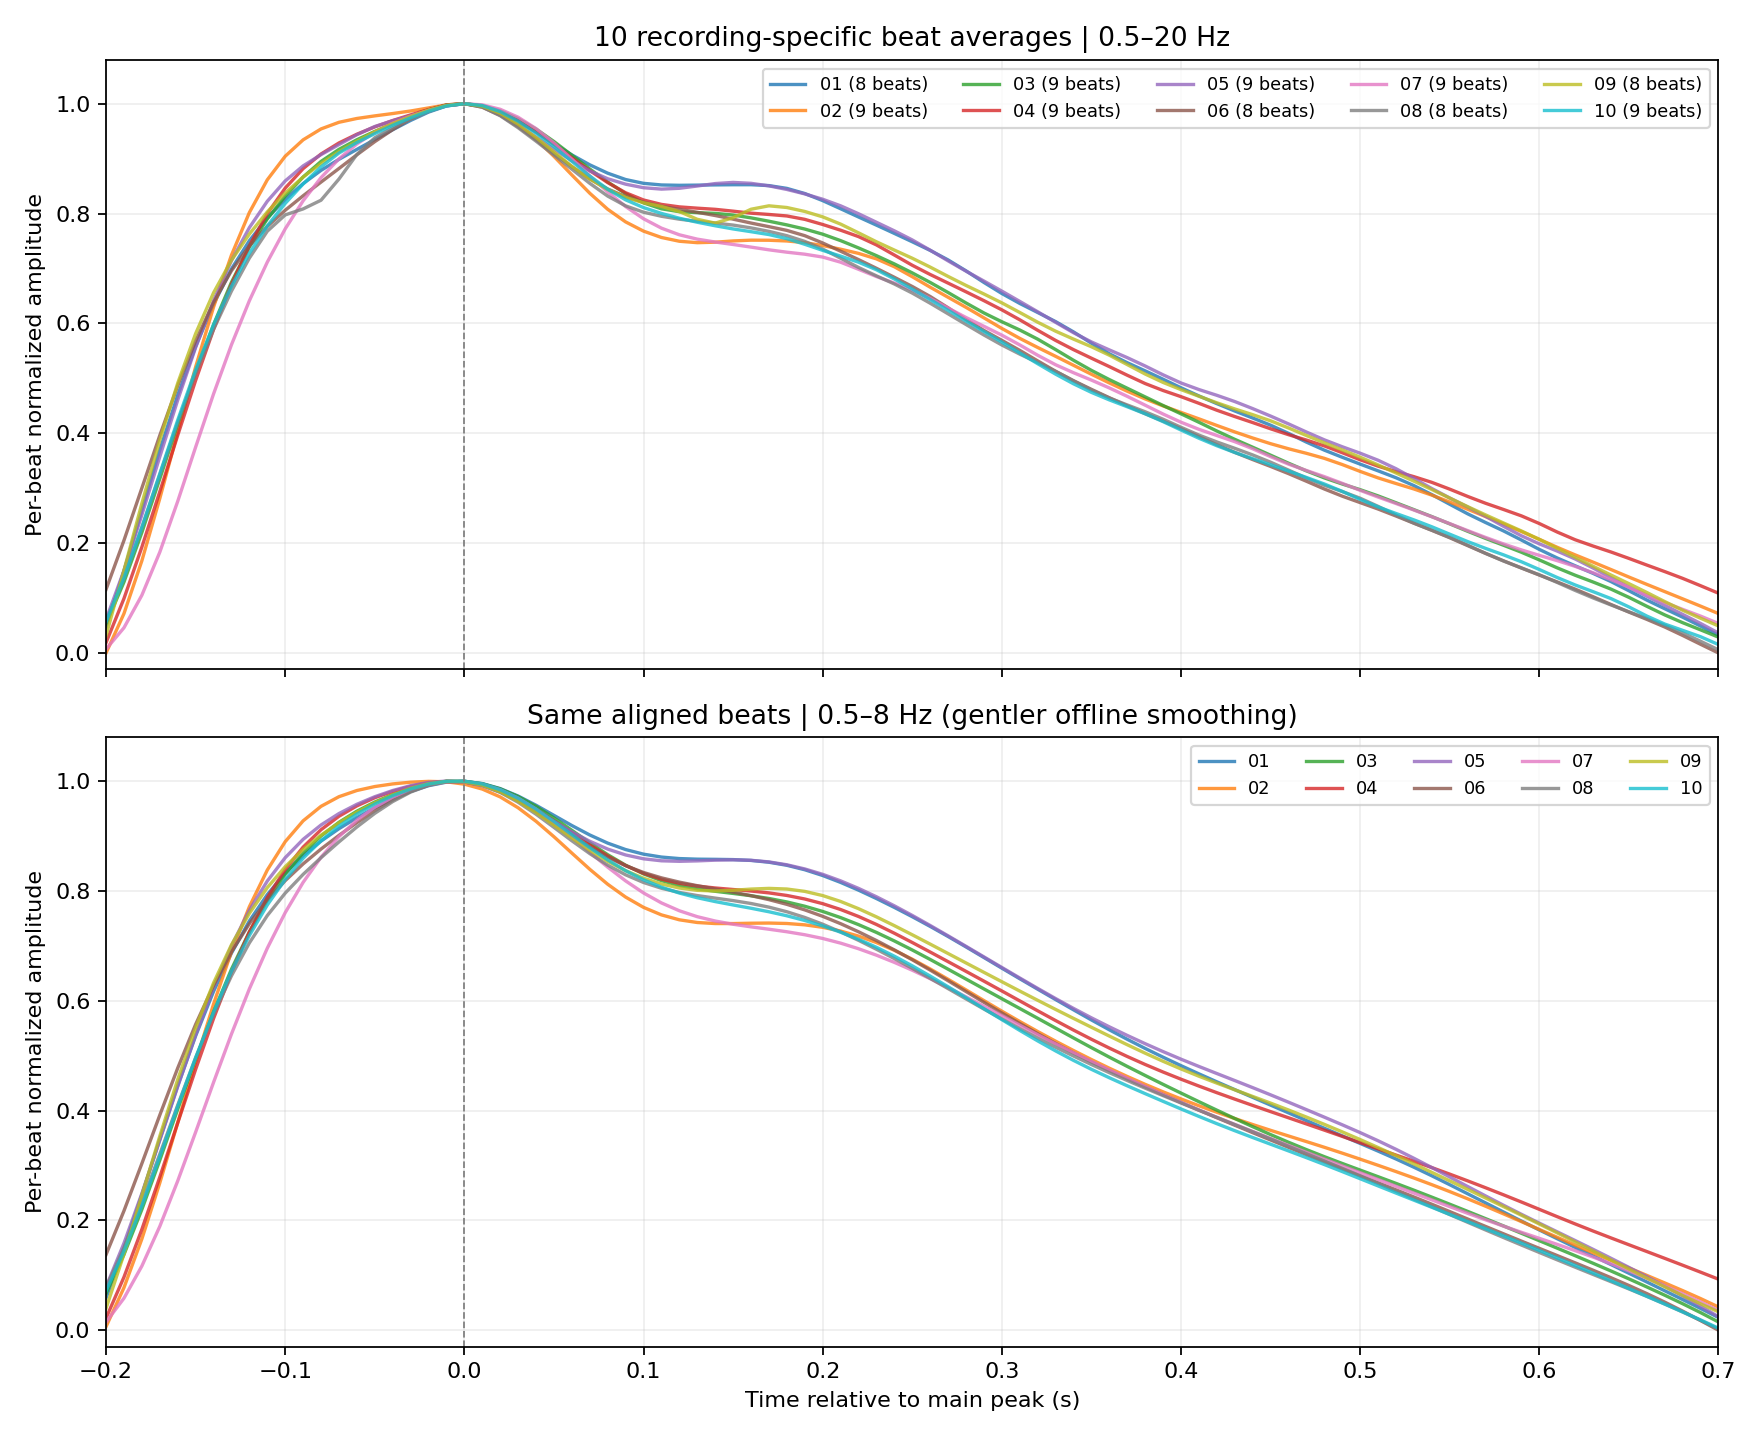 10 recording-specific beat averages | 0.5–20 Hz
01 (8 beats) 03 (9 beats) 05 (9 beats) 07 (9 beats) 09 (8 beats)
02 (9 beats) 04 (9 beats) 06 (8 beats) 08 (8 beats) 10 (9 beats)
Per-beat normalized amplitude
1.0
0.8
0.6
0.4
0.2
0.0
Same aligned beats | 0.5–8 Hz (gentler offline smoothing)
01 03 05 07 09
02 04 06 08 10
Per-beat normalized amplitude
1.0
0.8
0.6
0.4
0.2
0.0
−0.2 −0.1 0.0 0.1 0.2 0.3 0.4 0.5 0.6 0.7
Time relative to main peak (s)